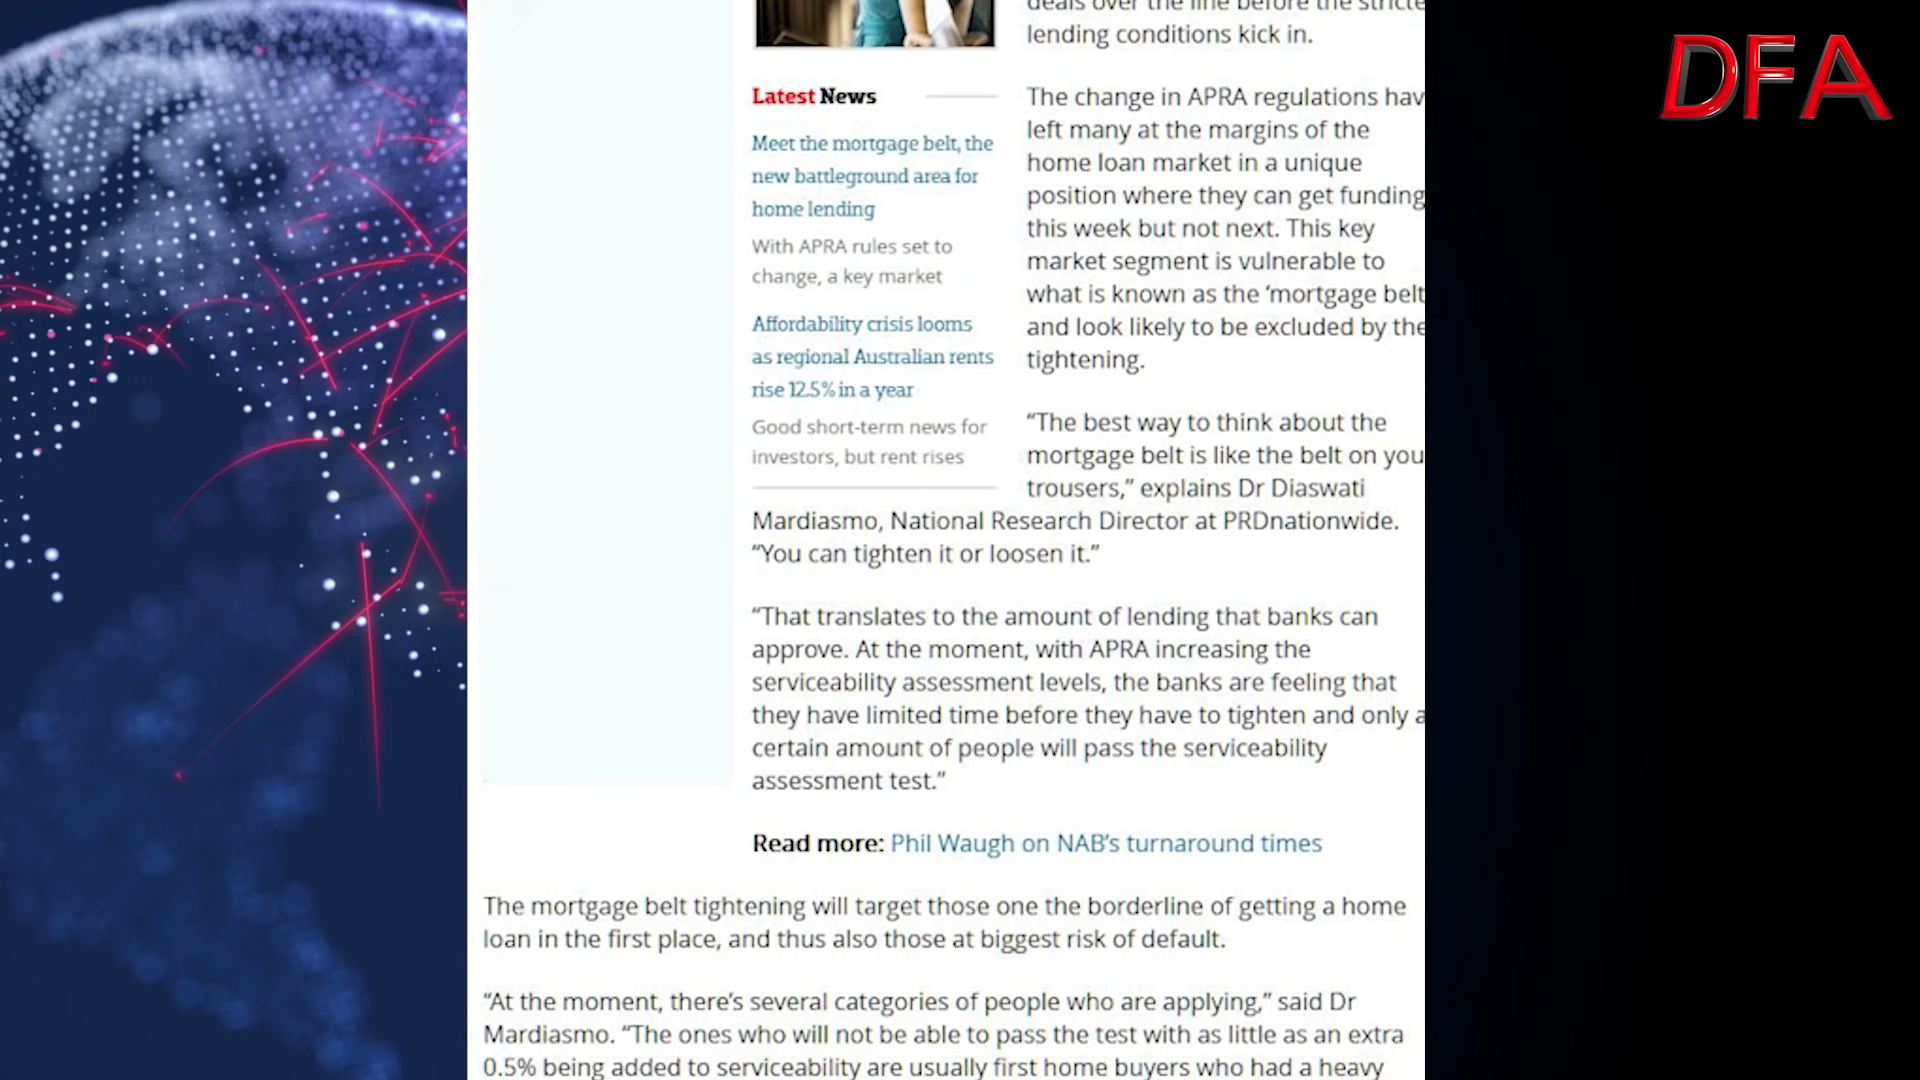 DFA
deals over the line before the stricte
lending conditions kick in.
Latest News
Meet the mortgage belt, the
new battleground area for
home lending
With APRA rules set to
change, a key market
Affordability crisis looms
as regional Australian rents
rise 12.5% in a year
Good short-term news for
investors, but rent rises
The change in APRA regulations hav
left many at the margins of the
home loan market in a unique
position where they can get funding
this week but not next. This key
market segment is vulnerable to
what is known as the ‘mortgage belt
and look likely to be excluded by the
tightening.
“The best way to think about the
mortgage belt is like the belt on you
trousers,” explains Dr Diaswati
Mardiasmo, National Research Director at PRDnationwide.
“You can tighten it or loosen it.”
“That translates to the amount of lending that banks can
approve. At the moment, with APRA increasing the
serviceability assessment levels, the banks are feeling that
they have limited time before they have to tighten and only a
certain amount of people will pass the serviceability
assessment test.”
Read more: Phil Waugh on NAB’s turnaround times
The mortgage belt tightening will target those one the borderline of getting a home
loan in the first place, and thus also those at biggest risk of default.
“At the moment, there’s several categories of people who are applying,” said Dr
Mardiasmo. “The ones who will not be able to pass the test with as little as an extra
0.5% being added to serviceability are usually first home buyers who had a heavy